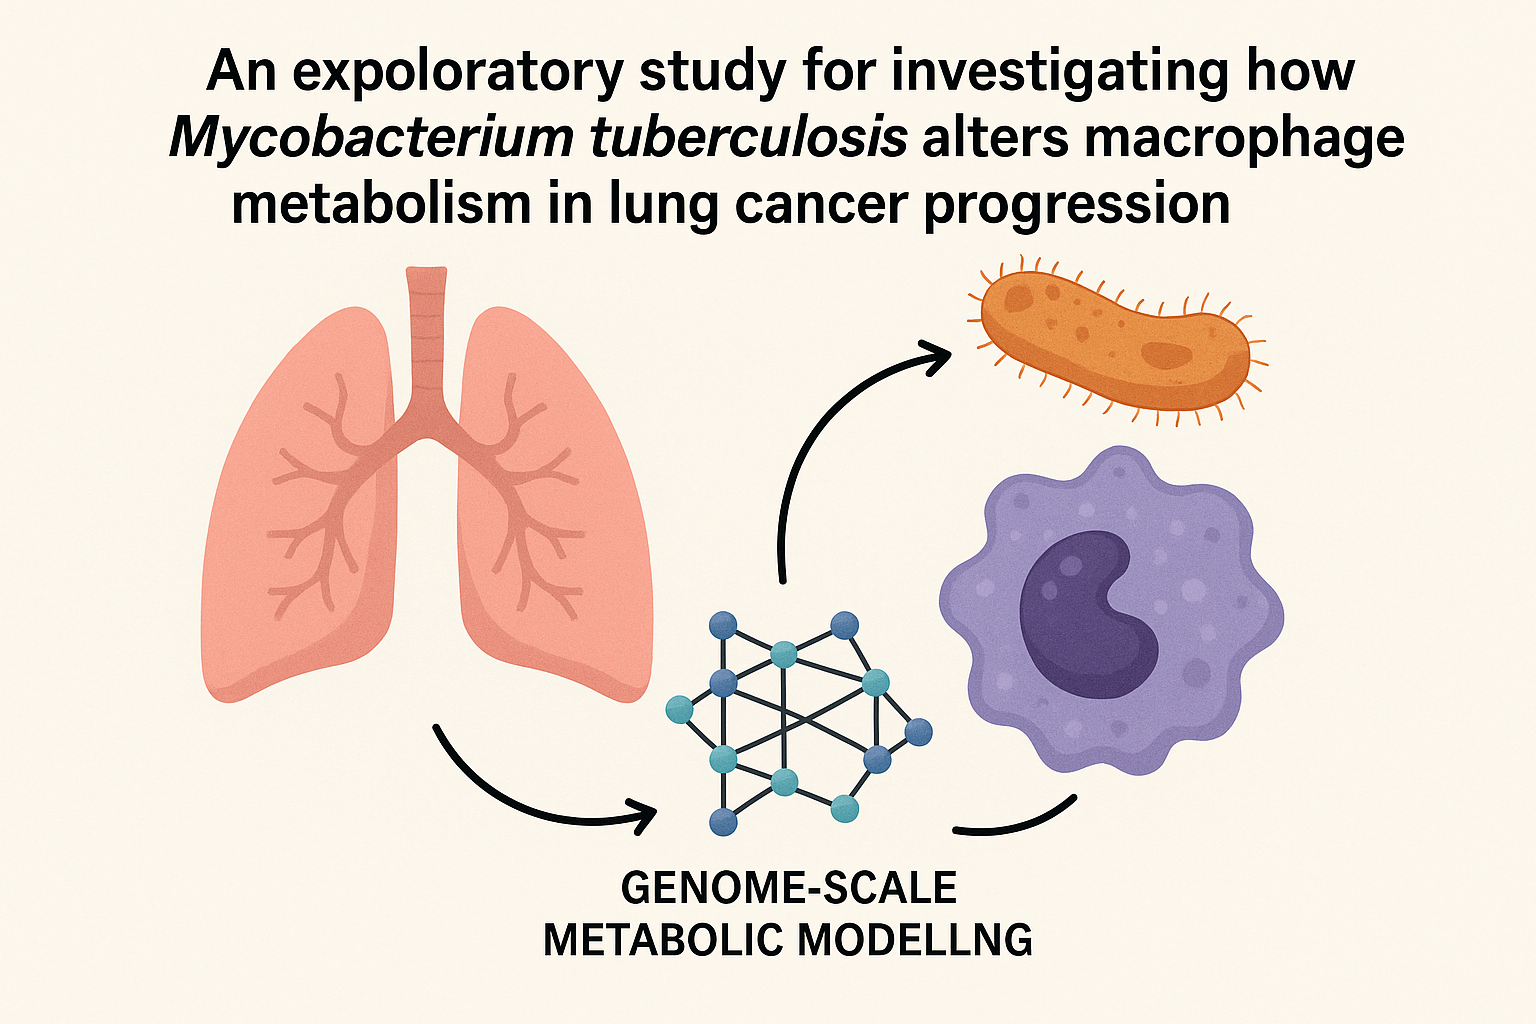 An expoloratory study for investigating how
Mycobacterium tuberculosis alters macrophage
metabolism in lung cancer progression
GENOME-SCALE
METABOLIC MODELLNG